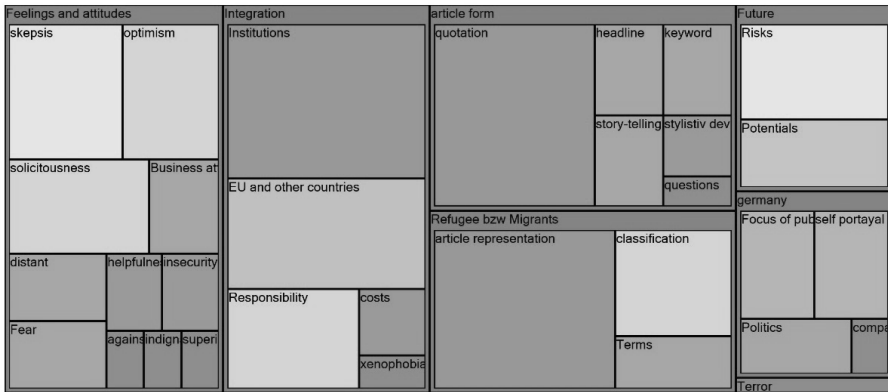 Feelings and attitudes
skepsis
optimism
solicitousness
Business at
distant
helpfulne
insecurity
Fear
agains
indign
superi
Integration
Institutions
EU and other countries
Responsibility
costs
xenophobia
article form
quotation
headline
keyword
story-telling
stylistiv dev
questions
Refugee bzw Migrants
article representation
classification
Terms
Future
Risks
Potentials
germany
Focus of pub
self portayal
Politics
compa
Terror